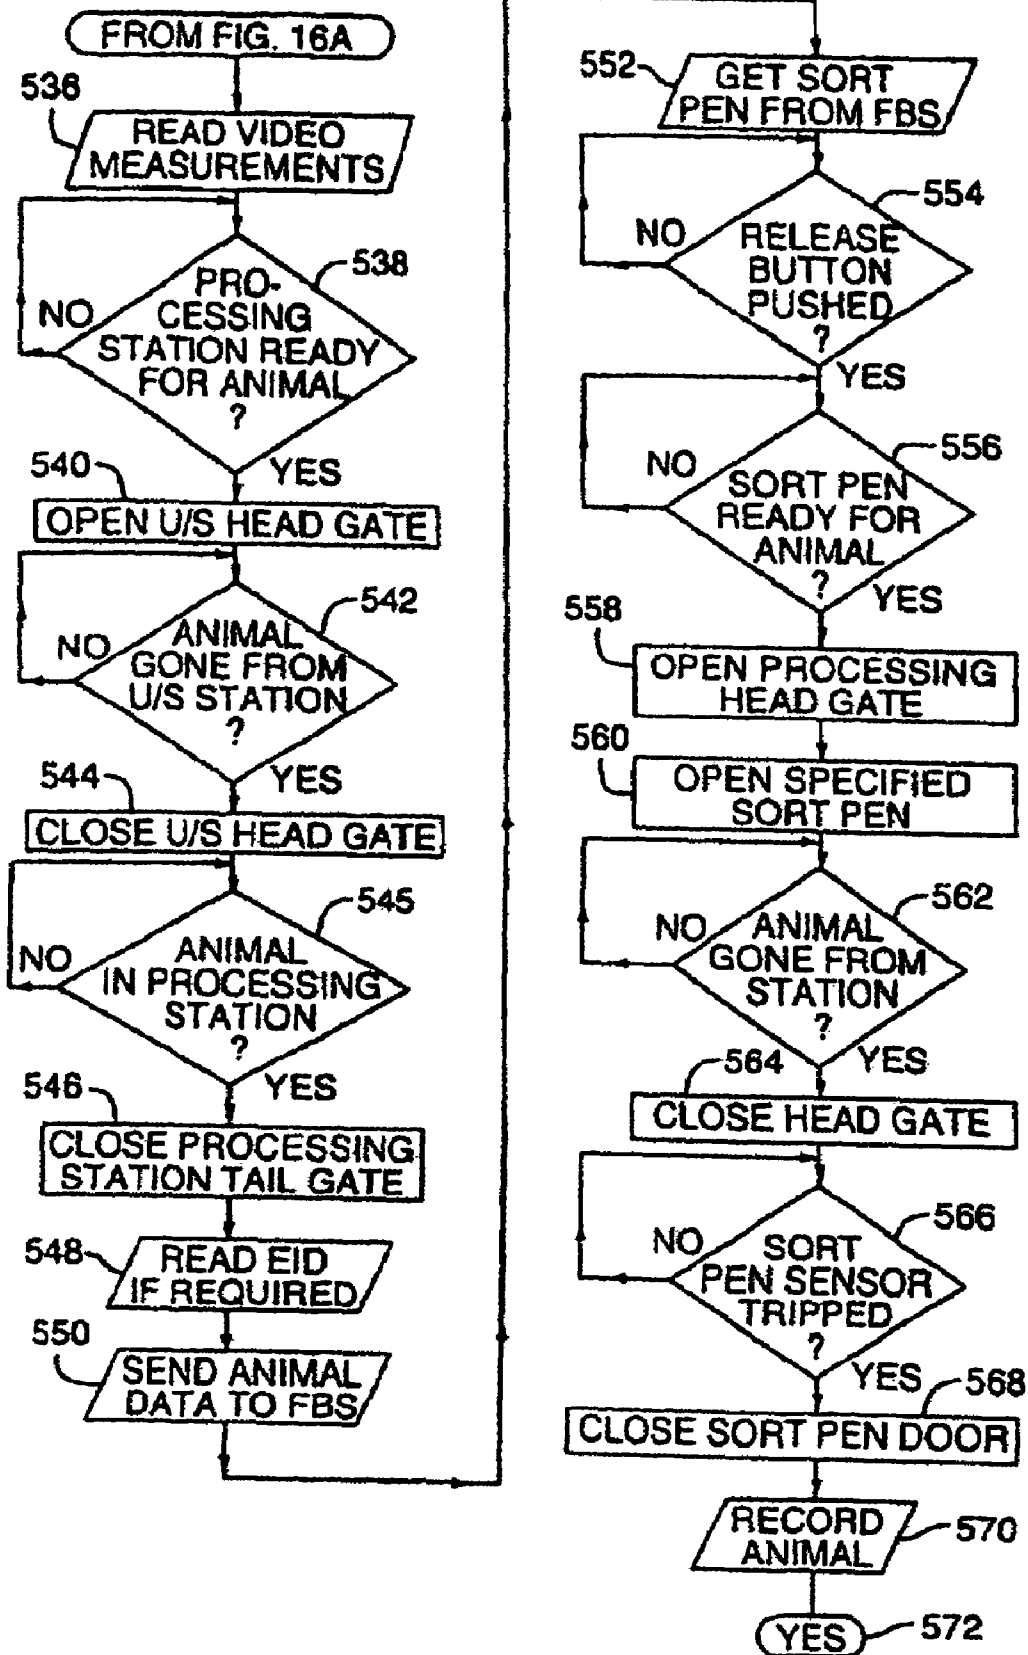 FROM FIG. 16A
536
READ VIDEO
MEASUREMENTS
538
PRO-
CESSING
STATION READY
FOR ANIMAL
?
NO
YES
540
OPEN U/S HEAD GATE
542
ANIMAL
GONE FROM
U/S STATION
?
NO
YES
544
CLOSE U/S HEAD GATE
545
ANIMAL
IN PROCESSING
STATION
?
NO
YES
546
CLOSE PROCESSING
STATION TAIL GATE
548
READ EID
IF REQUIRED
550
SEND ANIMAL
DATA TO FBS
552
GET SORT
PEN FROM FBS
554
RELEASE
BUTTON
PUSHED
?
NO
YES
556
SORT PEN
READY FOR
ANIMAL
?
NO
YES
558
OPEN PROCESSING
HEAD GATE
560
OPEN SPECIFIED
SORT PEN
562
ANIMAL
GONE FROM
STATION
?
NO
YES
564
CLOSE HEAD GATE
566
SORT
PEN SENSOR
TRIPPED
?
NO
YES
568
CLOSE SORT PEN DOOR
RECORD
ANIMAL
570
YES
572